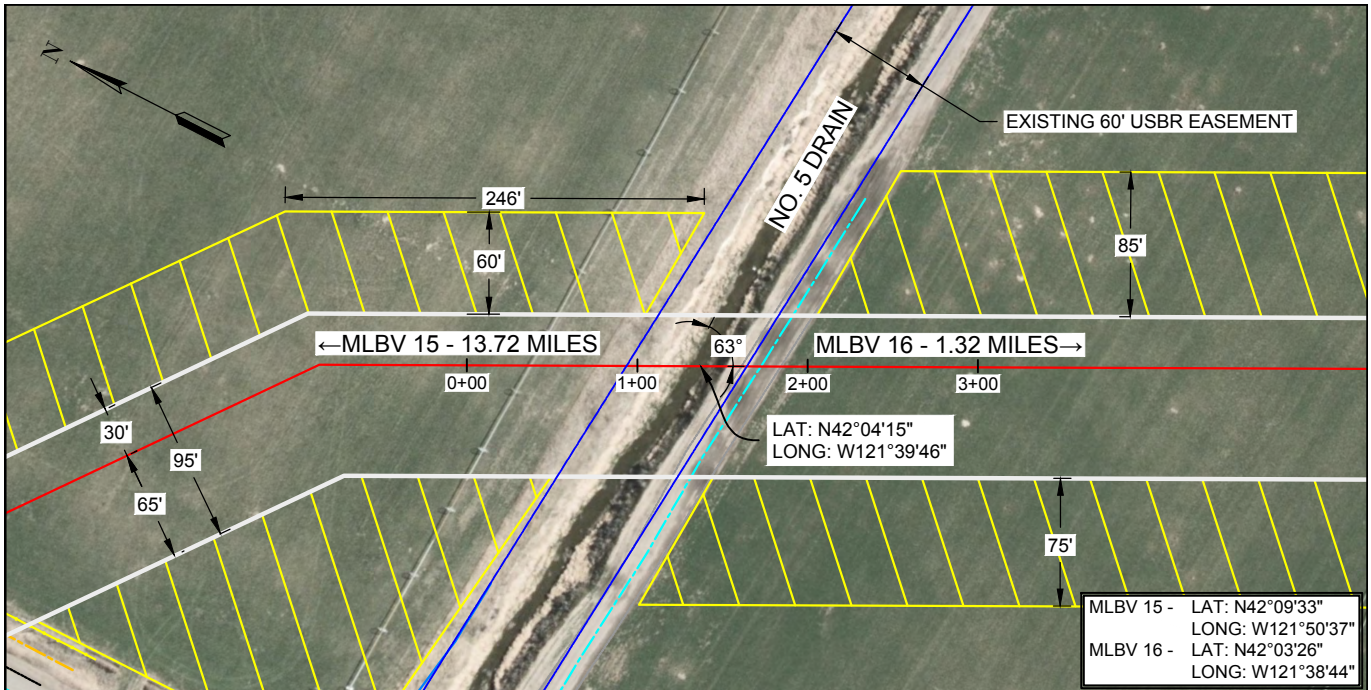 N
EXISTING 60' USBR EASEMENT
NO. 5 DRAIN
246'
60'
85'
←MLBV 15 - 13.72 MILES
63°
MLBV 16 - 1.32 MILES→
0+00
1+00
2+00
3+00
30'
95'
65'
LAT: N42°04'15"
LONG: W121°39'46"
75'
MLBV 15 - LAT: N42°09'33"
LONG: W121°50'37"
MLBV 16 - LAT: N42°03'26"
LONG: W121°38'44"